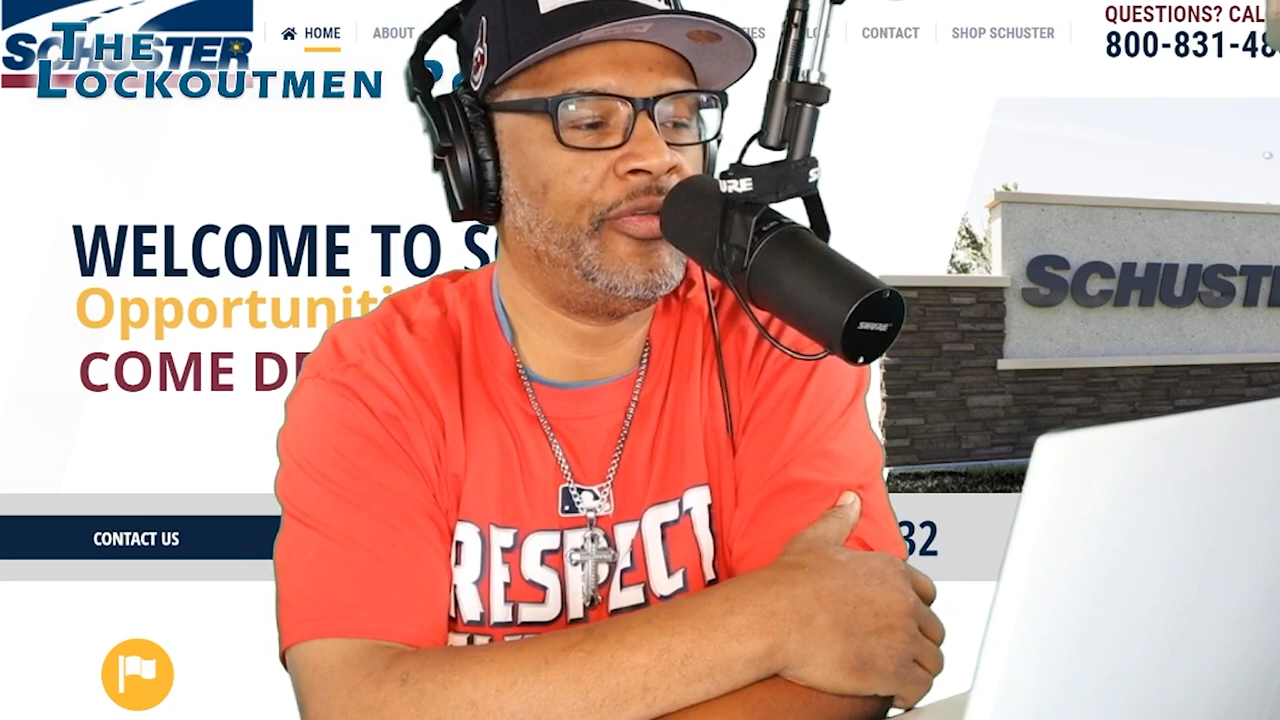 SCHUSTER
THE
LOCKOUTMEN
HOME
ABOUT
CONTACT
SHOP SCHUSTER
QUESTIONS? CAL
800-831-48
WELCOME TO S
Opportuniti
COME DE
SCHUSTE
SHURE
RESPECT
CONTACT US
32